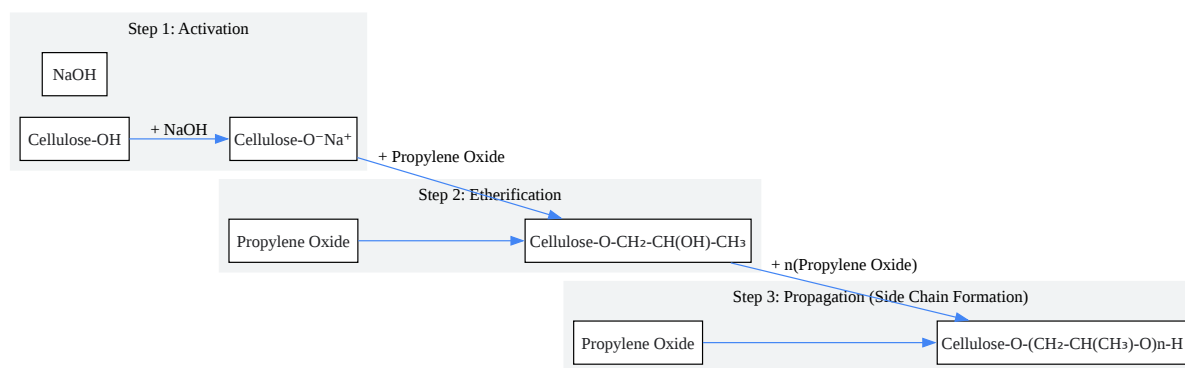 Step 1: Activation
NaOH
Cellulose-OH
+ NaOH
Cellulose-O⁻Na⁺
+ Propylene Oxide
Step 2: Etherification
Propylene Oxide
Cellulose-O-CH₂-CH(OH)-CH₃
+ n(Propylene Oxide)
Step 3: Propagation (Side Chain Formation)
Propylene Oxide
Cellulose-O-(CH₂-CH(CH₃)-O)n-H